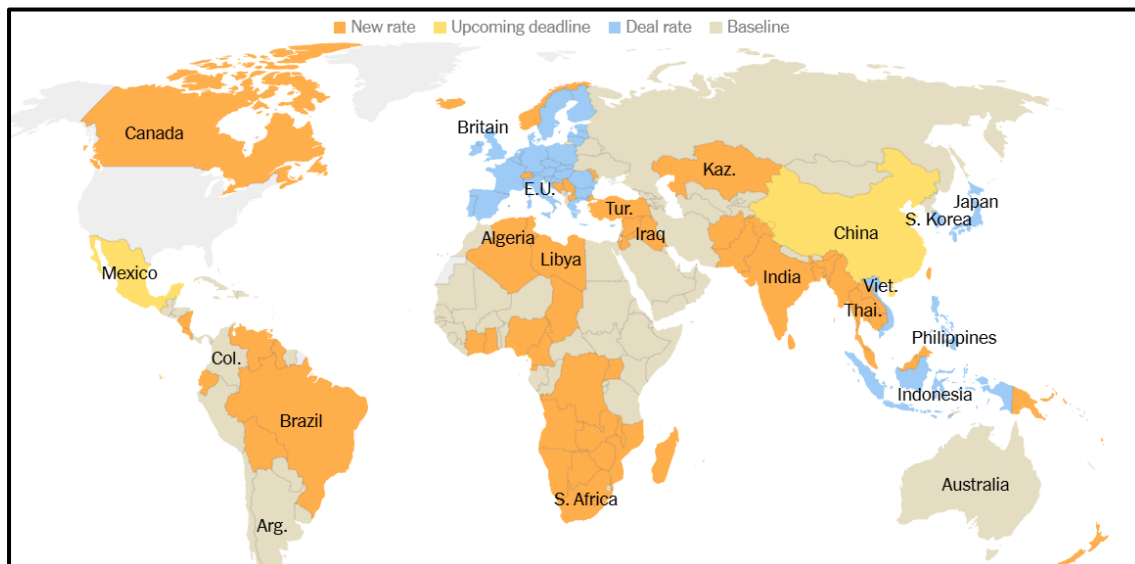 New rate Upcoming deadline Deal rate Baseline
Canada
Britain
E.U.
Kaz.
Tur.
Japan
S. Korea
Algeria
Iraq
China
Libya
Mexico
India
Viet.
Thai.
Philippines
Col.
Indonesia
Brazil
Australia
S. Africa
Arg.